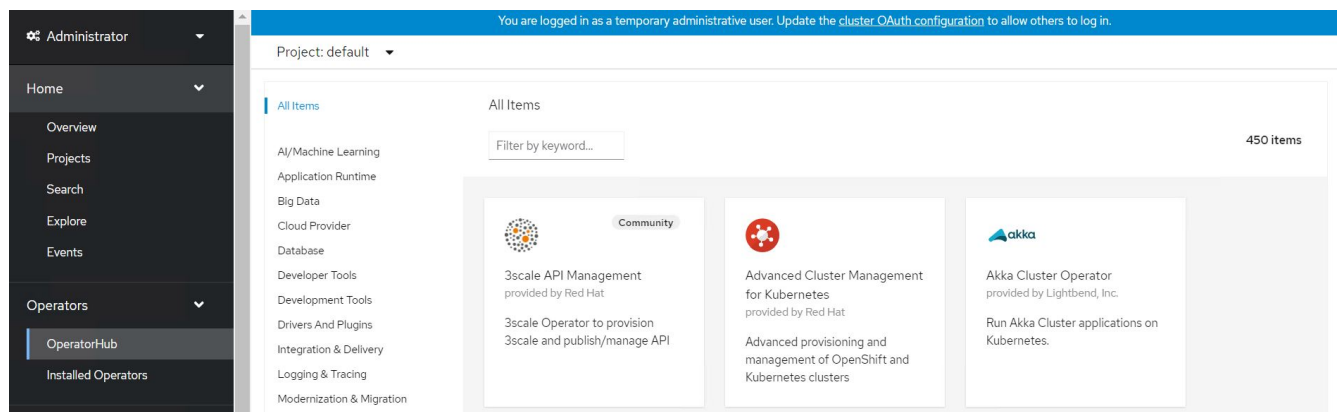 You are logged in as a temporary administrative user. Update the cluster OAuth configuration to allow others to log in.
Administrator
Home
Overview
Projects
Search
Explore
Events
Operators
OperatorHub
Installed Operators
Project: default
All Items
AI/Machine Learning
Application Runtime
Big Data
Cloud Provider
Database
Developer Tools
Development Tools
Drivers And Plugins
Integration & Delivery
Logging & Tracing
Modernization & Migration
All Items
Filter by keyword...
450 items
Community
3scale API Management
provided by Red Hat
3scale Operator to provision
3scale and publish/manage API
Advanced Cluster Management
for Kubernetes
provided by Red Hat
Advanced provisioning and
management of OpenShift and
Kubernetes clusters
akka
Akka Cluster Operator
provided by Lightbend, Inc.
Run Akka Cluster applications on
Kubernetes.